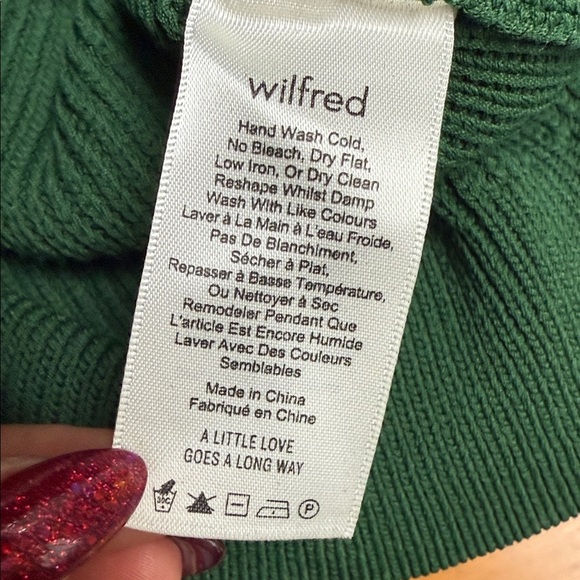 wilfred
Hand Wash Cold,
No Bleach, Dry Flat,
Low Iron, Or Dry Clean
Reshape Whilst Damp
Wash With Like Colours
Laver à La Main à L'eau Froide,
Pas De Blanchiment,
Sécher à Plat,
Repasser à Basse Température,
Ou Nettoyer à Sec
Remodeler Pendant Que
L'article Est Encore Humide
Laver Avec Des Couleurs
Semblables
Made in China
Fabriqué en Chine
A LITTLE LOVE
GOES A LONG WAY
30C P